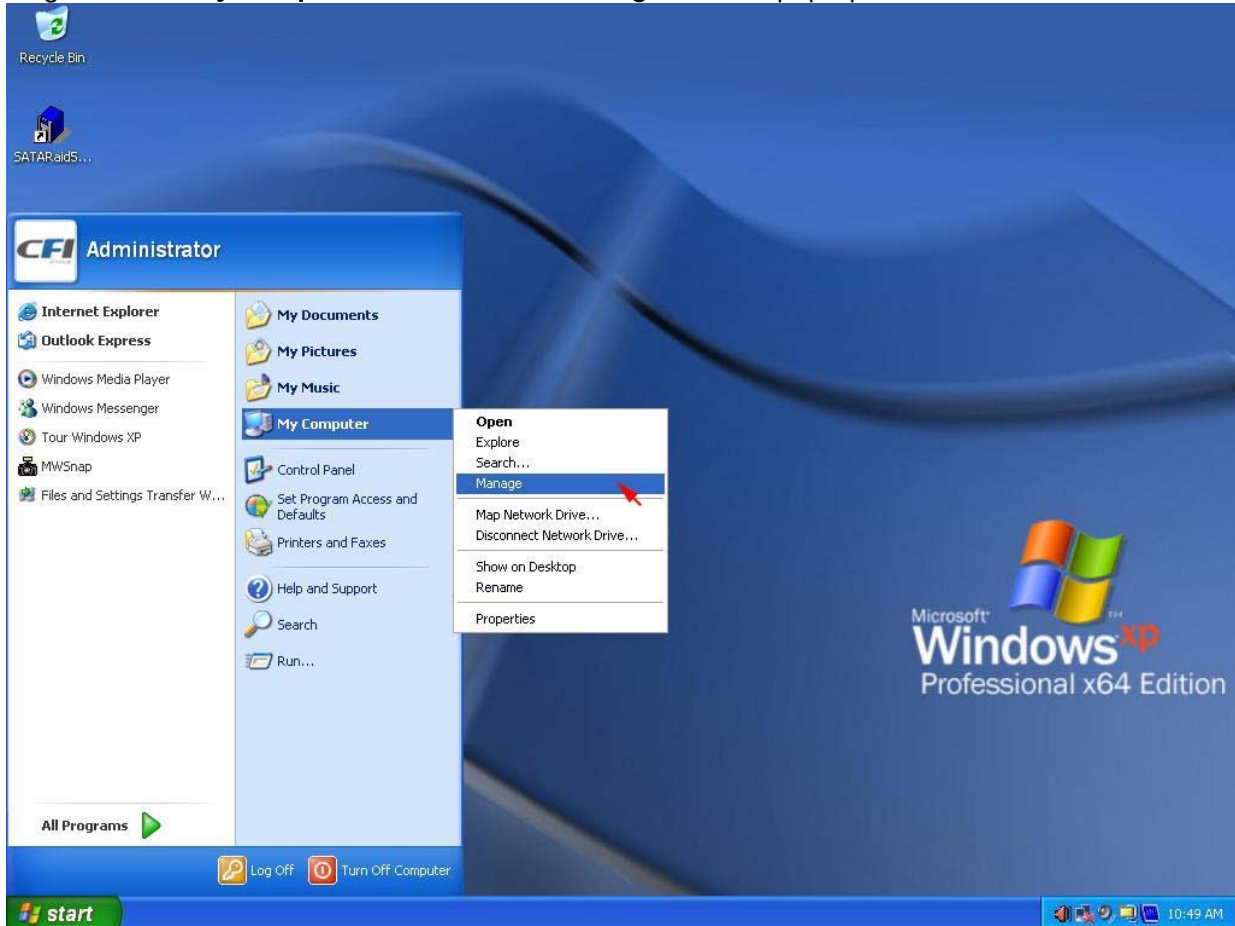 Recycle Bin
SATARaid5...
CFI
Administrator
Internet Explorer
Outlook Express
Windows Media Player
Windows Messenger
Tour Windows XP
MWSnap
Files and Settings Transfer W...
All Programs
My Documents
My Pictures
My Music
My Computer
Control Panel
Set Program Access and
Defaults
Printers and Faxes
Help and Support
Search
Run...
Open
Explore
Search...
Manage
Map Network Drive...
Disconnect Network Drive...
Show on Desktop
Rename
Properties
Microsoft
Windows xp
TM
Professional x64 Edition
Log Off
Turn Off Computer
start
10:49 AM